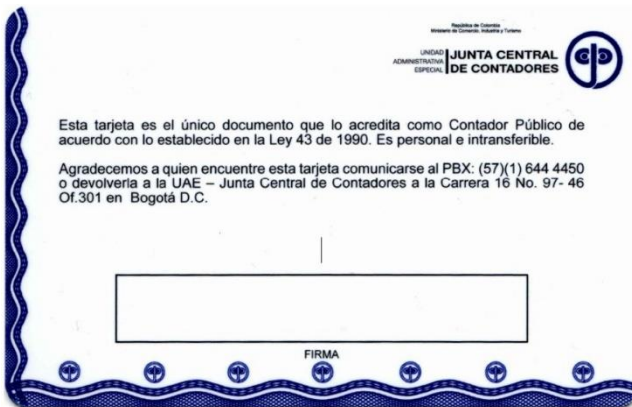 República de Colombia
Ministerio de Comercio, Industria y Turismo
UNIDAD
ADMINISTRATIVA
ESPECIAL
JUNTA CENTRAL
DE CONTADORES
Esta tarjeta es el único documento que lo acredita como Contador Público de
acuerdo con lo establecido en la Ley 43 de 1990. Es personal e intransferible.
Agradecemos a quien encuentre esta tarjeta comunicarse al PBX: (57)(1) 644 4450
o devolverla a la UAE – Junta Central de Contadores a la Carrera 16 No. 97- 46
Of.301 en Bogotá D.C.
FIRMA